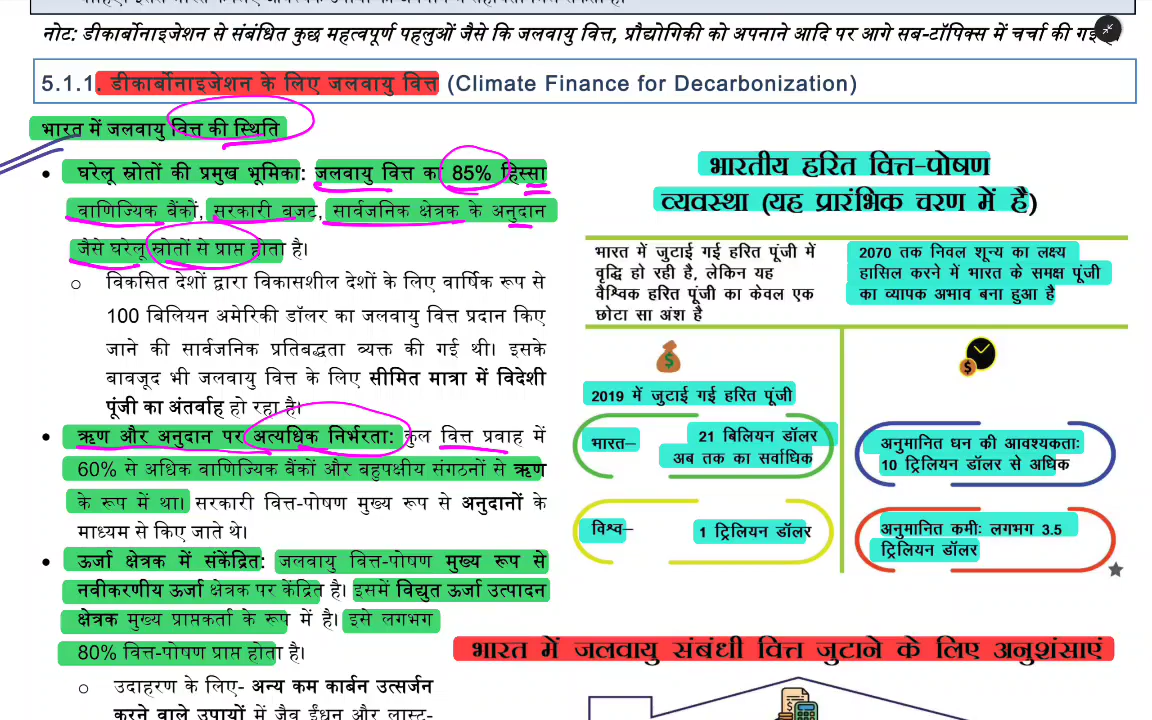 नोट: डीकार्बोनाइजेशन से संबंधित कुछ महत्वपूर्ण पहलुओं जैसे कि जलवायु वित्त, प्रौद्योगिकी को अपनाने आदि पर आगे सब-टॉपिक्स में चर्चा की
5.1.1. डीकार्बोनाइजेशन के लिए जलवायु वित्त (Climate Finance for Decarbonization)
भारत में जलवायु वित्त की स्थिति
• घरेलू स्रोतों की प्रमुख भूमिका: जलवायु वित्त का 85% हिस्सा
वाणिज्यिक बैंकों, सरकारी बजट, सार्वजनिक क्षेत्रक के अनुदान
जैसे घरेलू स्रोतों से प्राप्त होता है।
o विकसित देशों द्वारा विकासशील देशों के लिए वार्षिक रूप से
100 बिलियन अमेरिकी डॉलर का जलवायु वित्त प्रदान किए
जाने की सार्वजनिक प्रतिबद्धता व्यक्त की गई थी। इसके
बावजूद भी जलवायु वित्त के लिए सीमित मात्रा में विदेशी
पूंजी का अंतर्वाह हो रहा है।
• ऋण और अनुदान पर अत्यधिक निर्भरता: कुल वित्त प्रवाह में
60% से अधिक वाणिज्यिक बैंकों और बहुपक्षीय संगठनों से ऋण
के रूप में था। सरकारी वित्त-पोषण मुख्य रूप से अनुदानों के
माध्यम से किए जाते थे।
• ऊर्जा क्षेत्रक में संकेंद्रित: जलवायु वित्त-पोषण मुख्य रूप से
नवीकरणीय ऊर्जा क्षेत्रक पर केंद्रित है। इसमें विद्युत ऊर्जा उत्पादन
क्षेत्रक मुख्य प्राप्तकर्ता के रूप में है। इसे लगभग
80% वित्त-पोषण प्राप्त होता है।
o उदाहरण के लिए- अन्य कम कार्बन उत्सर्जन
करने वाले उपायों में जैव ईंधन और लास्ट-
भारतीय हरित वित्त-पोषण
व्यवस्था (यह प्रारंभिक चरण में है)
भारत में जुटाई गई हरित पूंजी में
वृद्धि हो रही है, लेकिन यह
वैश्विक हरित पूंजी का केवल एक
छोटा सा अंश है
2070 तक निवल शून्य का लक्ष्य
हासिल करने में भारत के समक्ष पूंजी
का व्यापक अभाव बना हुआ है
2019 में जुटाई गई हरित पूंजी
भारत–
21 बिलियन डॉलर
अब तक का सर्वाधिक
विश्व–
1 ट्रिलियन डॉलर
अनुमानित धन की आवश्यकता:
10 ट्रिलियन डॉलर से अधिक
अनुमानित कमी: लगभग 3.5
ट्रिलियन डॉलर
भारत में जलवायु संबंधी वित्त जुटाने के लिए अनुशंसाएं